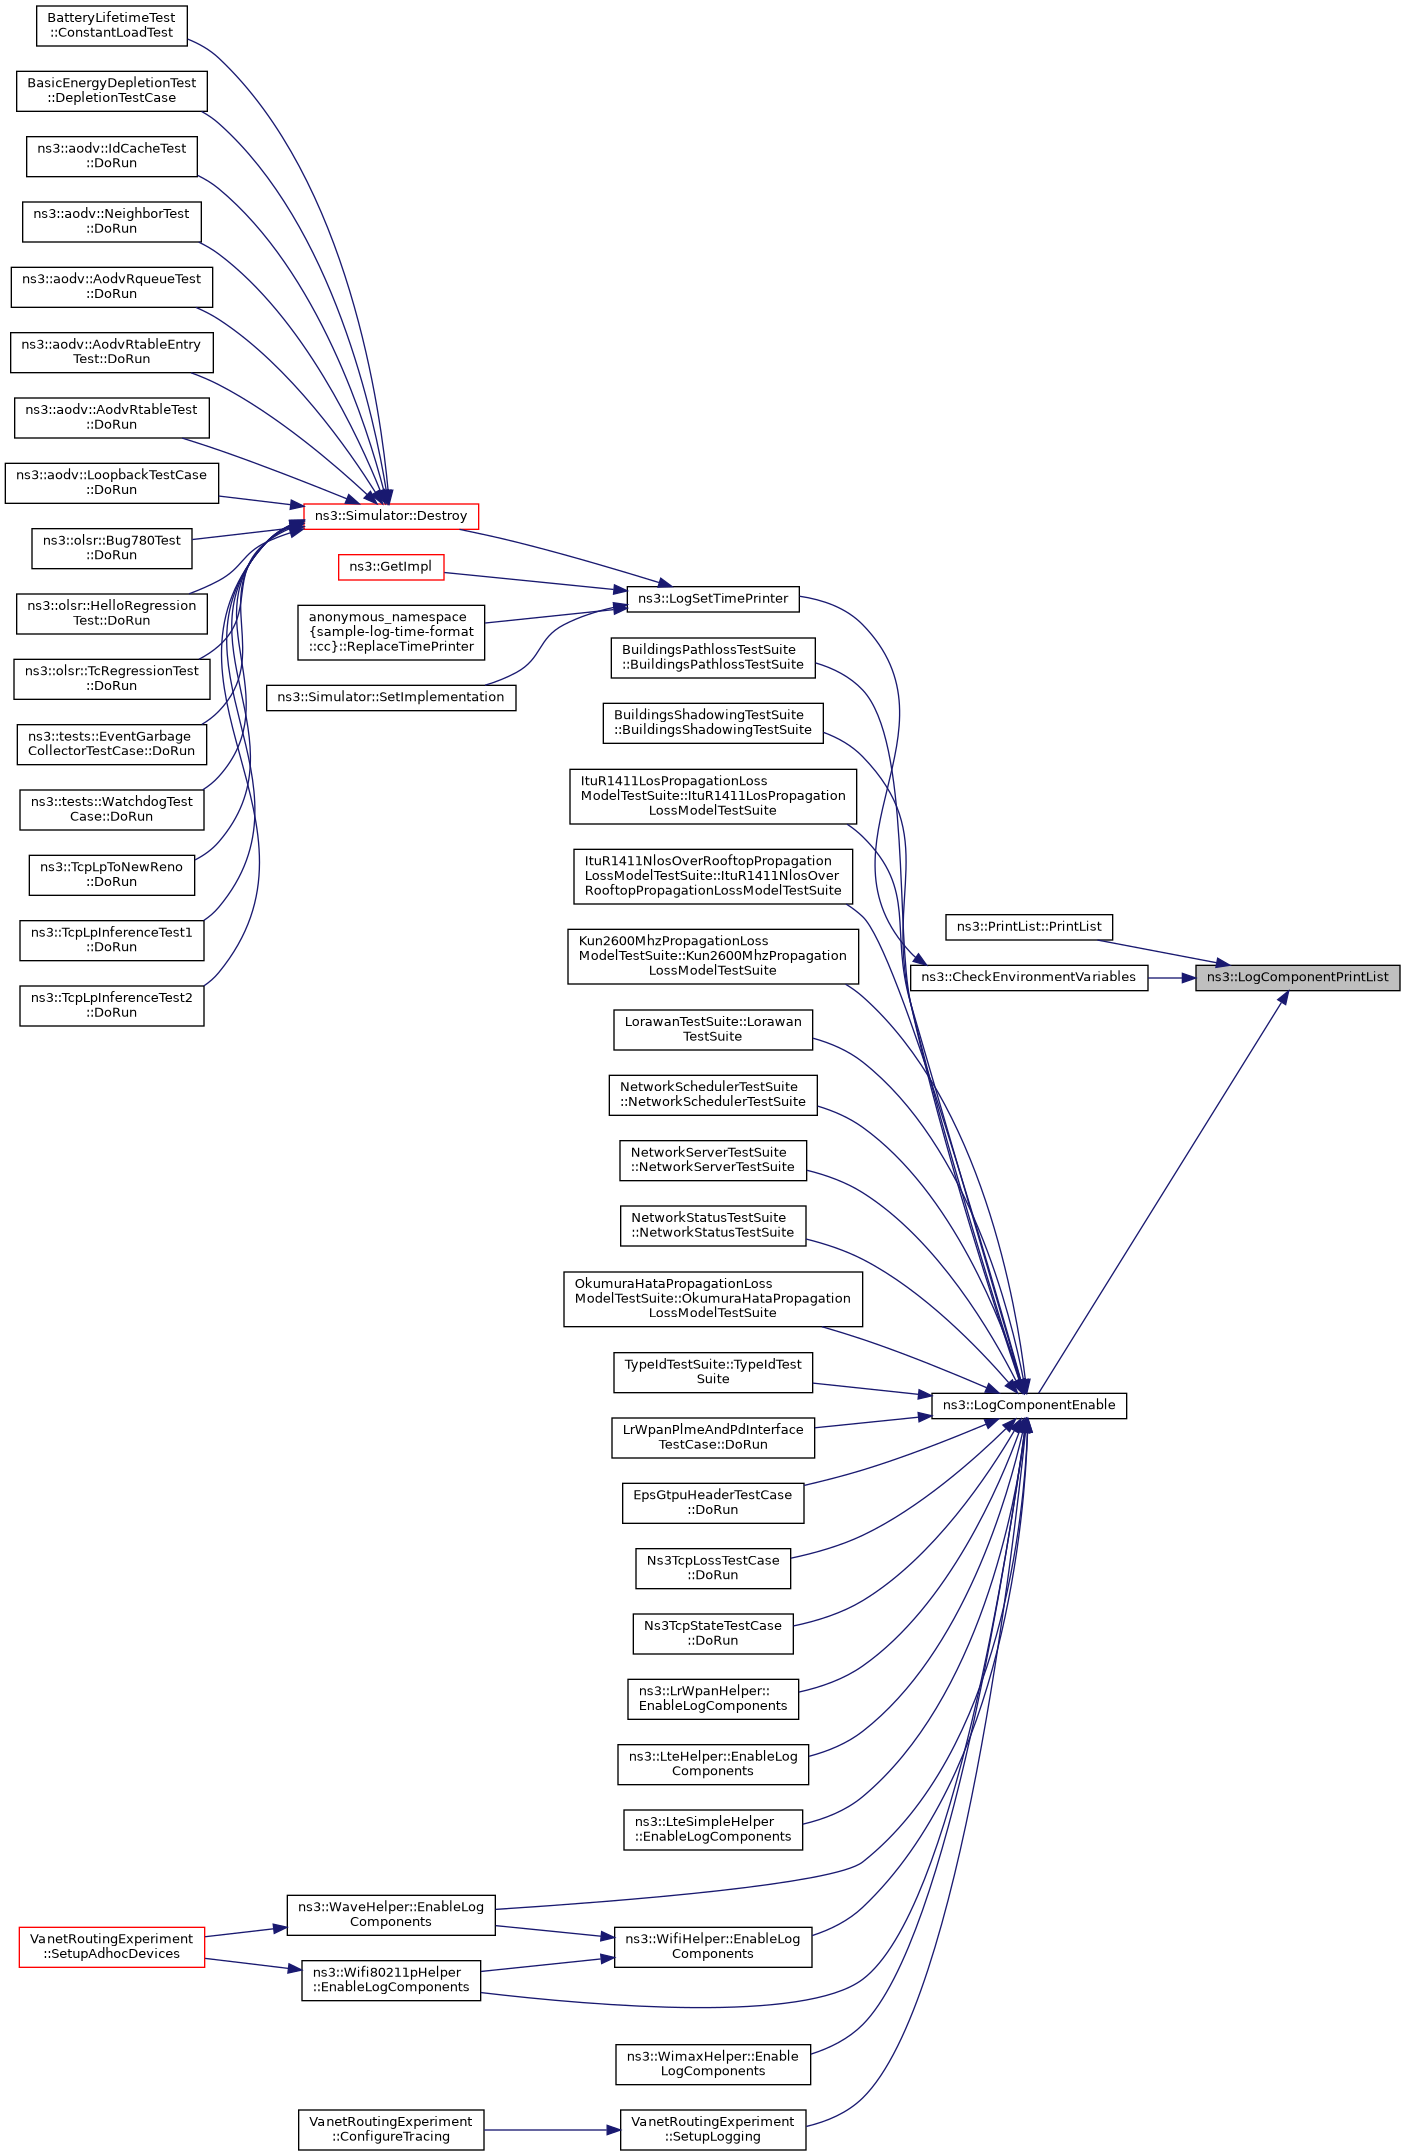 BatteryLifetimeTest
::ConstantLoadTest
BasicEnergyDepletionTest
::DepletionTestCase
ns3::aodv::IdCacheTest
::DoRun
ns3::aodv::NeighborTest
::DoRun
ns3::aodv::AodvRqueueTest
::DoRun
ns3::aodv::AodvRtableEntry
Test::DoRun
ns3::aodv::AodvRtableTest
::DoRun
ns3::aodv::LoopbackTestCase
::DoRun
ns3::olsr::Bug780Test
::DoRun
ns3::olsr::HelloRegression
Test::DoRun
ns3::olsr::TcRegressionTest
::DoRun
ns3::tests::EventGarbage
CollectorTestCase::DoRun
ns3::tests::WatchdogTest
Case::DoRun
ns3::TcpLpToNewReno
::DoRun
ns3::TcpLpInferenceTest1
::DoRun
ns3::TcpLpInferenceTest2
::DoRun
VanetRoutingExperiment
::SetupAdhocDevices
ns3::Simulator::Destroy
ns3::GetImpl
anonymous_namespace
{sample-log-time-format
::cc}::ReplaceTimePrinter
ns3::Simulator::SetImplementation
ns3::WaveHelper::EnableLog
Components
ns3::Wifi80211pHelper
::EnableLogComponents
VanetRoutingExperiment
::ConfigureTracing
ns3::LogSetTimePrinter
BuildingsPathlossTestSuite
::BuildingsPathlossTestSuite
BuildingsShadowingTestSuite
::BuildingsShadowingTestSuite
ItuR1411LosPropagationLoss
ModelTestSuite::ItuR1411LosPropagation
LossModelTestSuite
ItuR1411NlosOverRooftopPropagation
LossModelTestSuite::ItuR1411NlosOver
RooftopPropagationLossModelTestSuite
Kun2600MhzPropagationLoss
ModelTestSuite::Kun2600MhzPropagation
LossModelTestSuite
LorawanTestSuite::Lorawan
TestSuite
NetworkSchedulerTestSuite
::NetworkSchedulerTestSuite
NetworkServerTestSuite
::NetworkServerTestSuite
NetworkStatusTestSuite
::NetworkStatusTestSuite
OkumuraHataPropagationLoss
ModelTestSuite::OkumuraHataPropagation
LossModelTestSuite
TypeIdTestSuite::TypeIdTest
Suite
LrWpanPlmeAndPdInterface
TestCase::DoRun
EpsGtpuHeaderTestCase
::DoRun
Ns3TcpLossTestCase
::DoRun
Ns3TcpStateTestCase
::DoRun
ns3::LrWpanHelper::
EnableLogComponents
ns3::LteHelper::EnableLog
Components
ns3::LteSimpleHelper
::EnableLogComponents
ns3::WifiHelper::EnableLog
Components
ns3::WimaxHelper::Enable
LogComponents
VanetRoutingExperiment
::SetupLogging
ns3::PrintList::PrintList
ns3::CheckEnvironmentVariables
ns3::LogComponentEnable
ns3::LogComponentPrintList